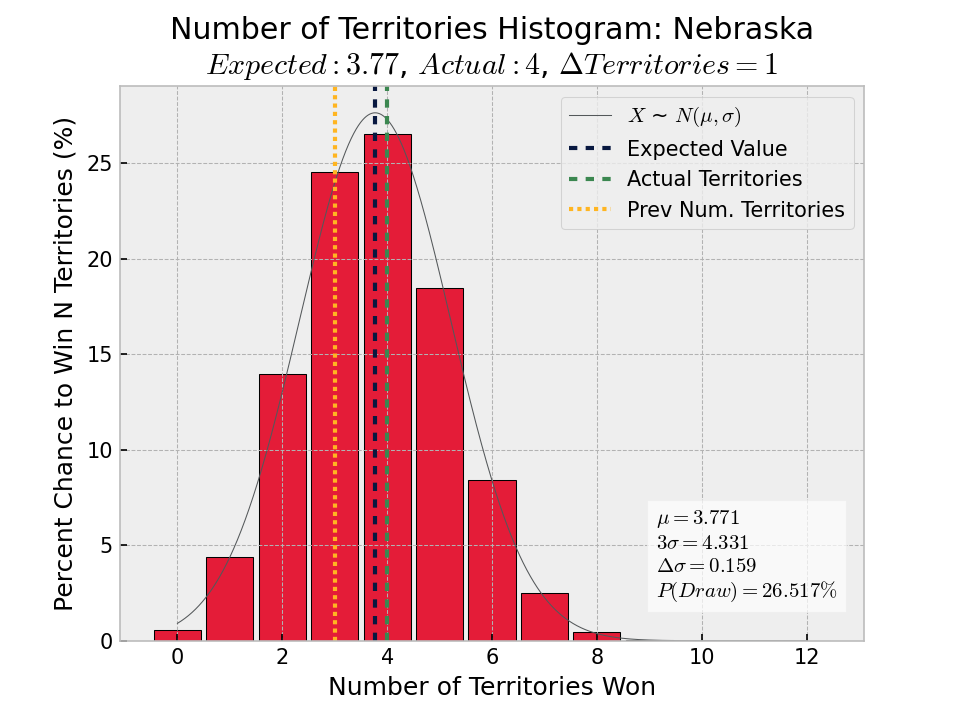 Number of Territories Histogram: Nebraska
Expected : 3.77, Actual : 4, ΔTerritories = 1
Percent Chance to Win N Territories (%)
25
20
15
10
5
0
X ~ N(μ, σ)
Expected Value
Actual Territories
Prev Num. Territories
μ = 3.771
3σ = 4.331
Δσ = 0.159
P(Draw) = 26.517%
0 2 4 6 8 10 12
Number of Territories Won